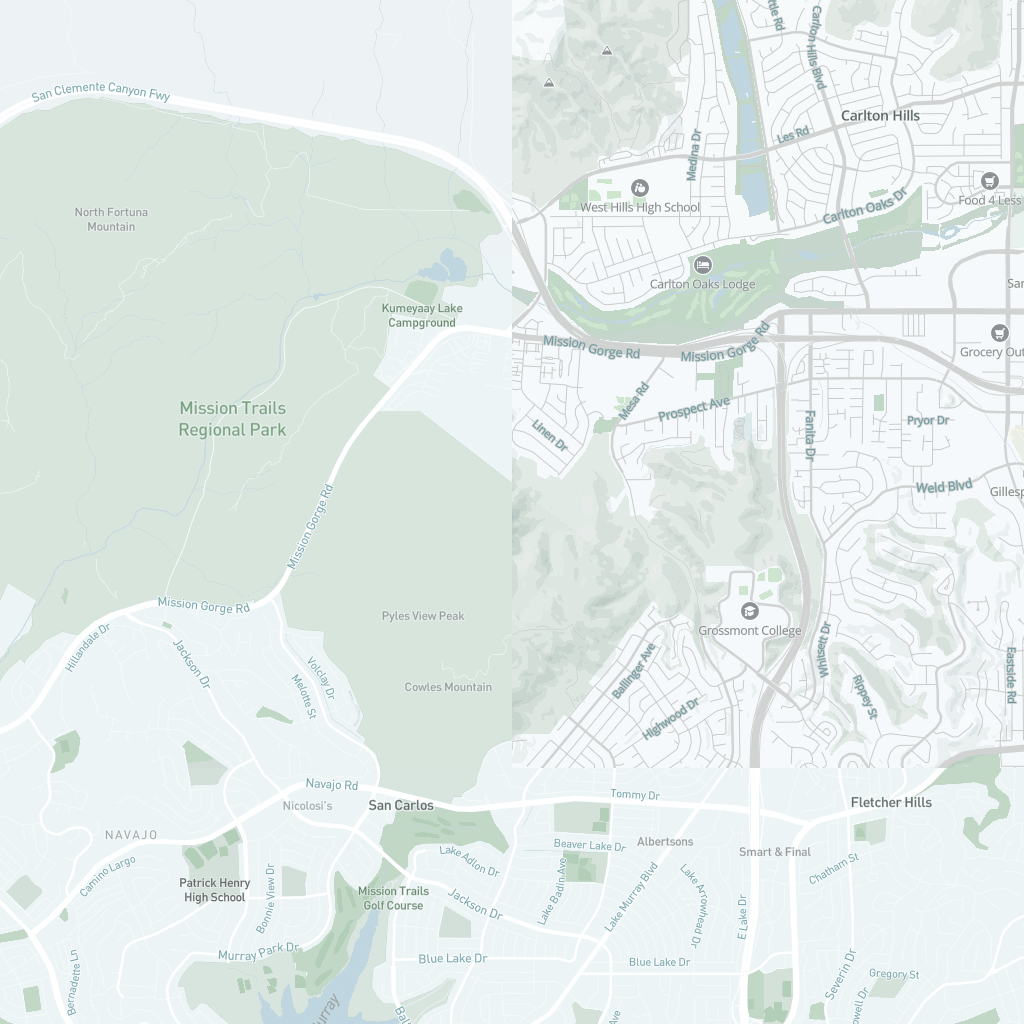 San Clemente Canyon Fwy
North Fortuna
Mountain
Kumeyaay Lake
Campground
Mission Trails
Regional Park
Mission Gorge Rd
Mission Gorge Rd
Hillandale Dr
Jackson Dr
Volclay Dr
Melotte St
Pyles View Peak
Cowles Mountain
Navajo Rd
Nicolosi's
San Carlos
NAVAJO
Camino Largo
Patrick Henry
High School
Bonnie View Dr
Bernadette Ln
Murray Park Dr
Mission Trails
Golf Course
Lake Adlon Dr
Jackson Dr
Blue Lake Dr
Carlton Hills Blvd
Carlton Hills
Les Rd
Medina Dr
West Hills High School
Carlton Oaks Dr
Food 4 Less
Carlton Oaks Lodge
Mission Gorge Rd
Mission Gorge Rd
Mesa Rd
Prospect Ave
Linen Dr
Fanita Dr
Pryor Dr
Weld Blvd
Grossmont College
Ballinger Ave
Highwood Dr
Whitsett Dr
Rippey St
Eastside Rd
Tommy Dr
Fletcher Hills
Beaver Lake Dr
Albertsons
Smart & Final
Chatham St
Lake Badin Ave
Lake Murray Blvd
Lake Arrowhead Dr
E Lake Dr
Blue Lake Dr
Severin Dr
Gregory St